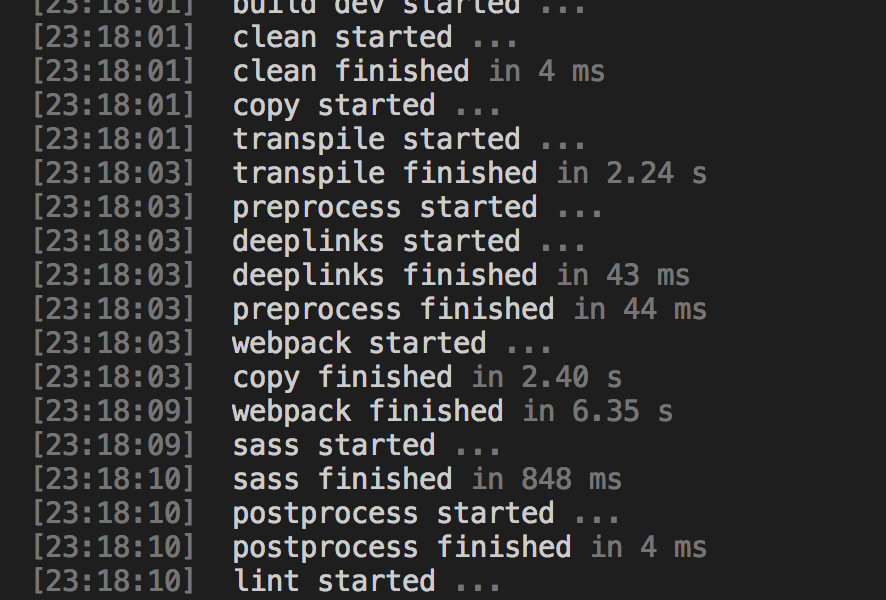 [23:18:01] build dev started ...
[23:18:01] clean started ...
[23:18:01] clean finished in 4 ms
[23:18:01] copy started ...
[23:18:01] transpile started ...
[23:18:03] transpile finished in 2.24 s
[23:18:03] preprocess started ...
[23:18:03] deeplinks started ...
[23:18:03] deeplinks finished in 43 ms
[23:18:03] preprocess finished in 44 ms
[23:18:03] webpack started ...
[23:18:03] copy finished in 2.40 s
[23:18:09] webpack finished in 6.35 s
[23:18:09] sass started ...
[23:18:10] sass finished in 848 ms
[23:18:10] postprocess started ...
[23:18:10] postprocess finished in 4 ms
[23:18:10] lint started ...